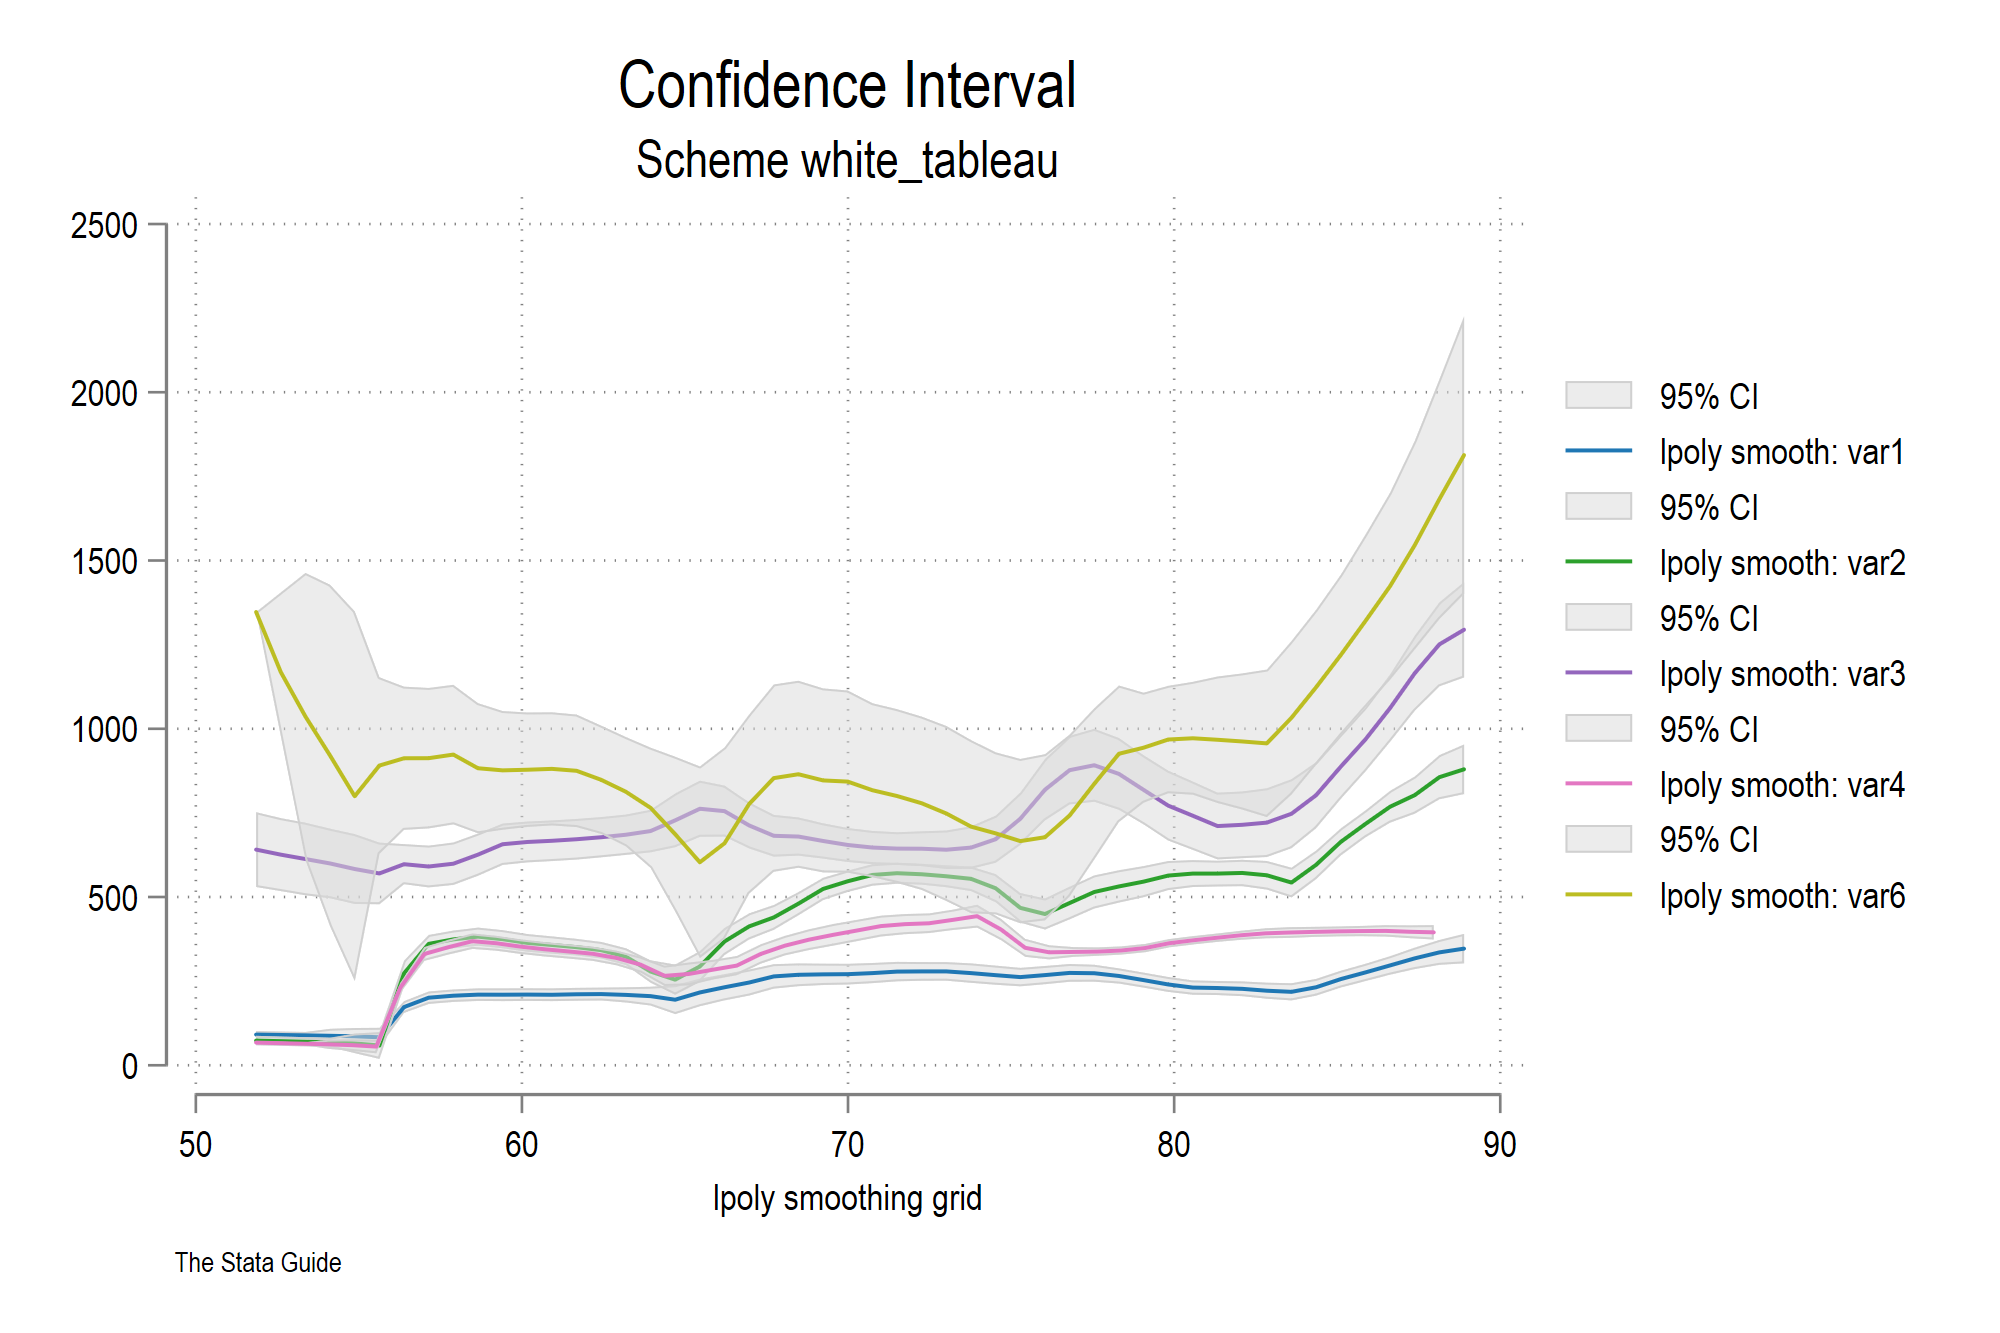 Confidence Interval
Scheme white_tableau
2500
2000
1500
1000
500
0
50 60 70 80 90
lpoly smoothing grid
95% CI
lpoly smooth: var1
95% CI
lpoly smooth: var2
95% CI
lpoly smooth: var3
95% CI
lpoly smooth: var4
95% CI
lpoly smooth: var6
The Stata Guide